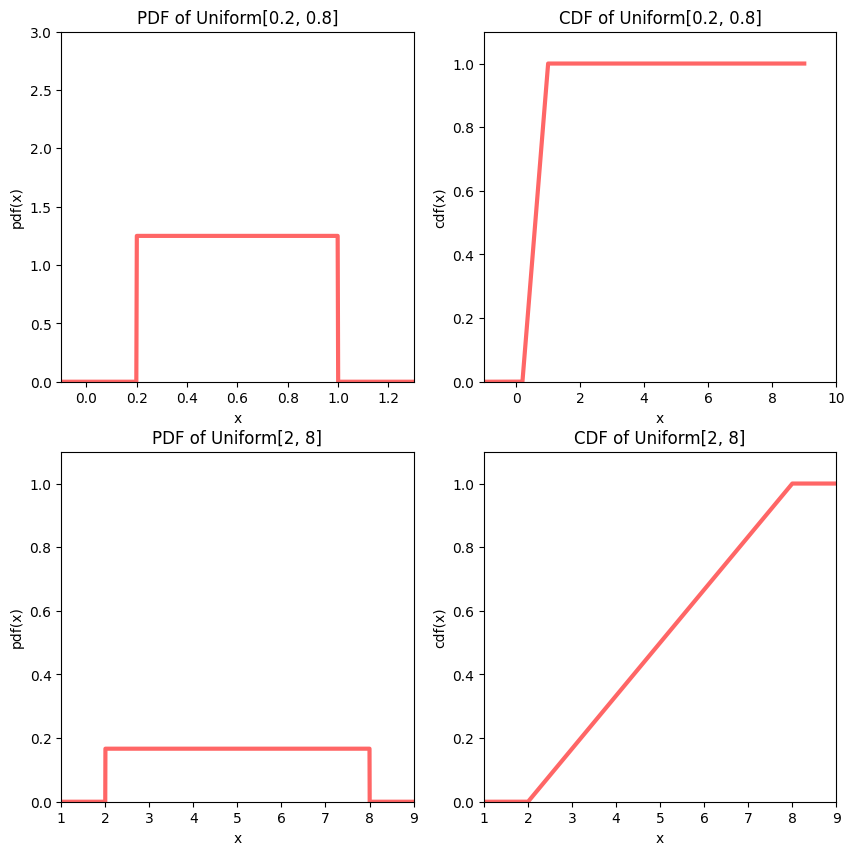 PDF of Uniform[0.2, 0.8]
3.0
2.5
2.0
1.5
1.0
0.5
0.0
pdf(x)
0.0 0.2 0.4 0.6 0.8 1.0 1.2
x
CDF of Uniform[0.2, 0.8]
1.0
0.8
0.6
0.4
0.2
0.0
cdf(x)
0 2 4 6 8 10
x
PDF of Uniform[2, 8]
1.0
0.8
0.6
0.4
0.2
0.0
pdf(x)
1 2 3 4 5 6 7 8 9
x
CDF of Uniform[2, 8]
1.0
0.8
0.6
0.4
0.2
0.0
cdf(x)
1 2 3 4 5 6 7 8 9
x